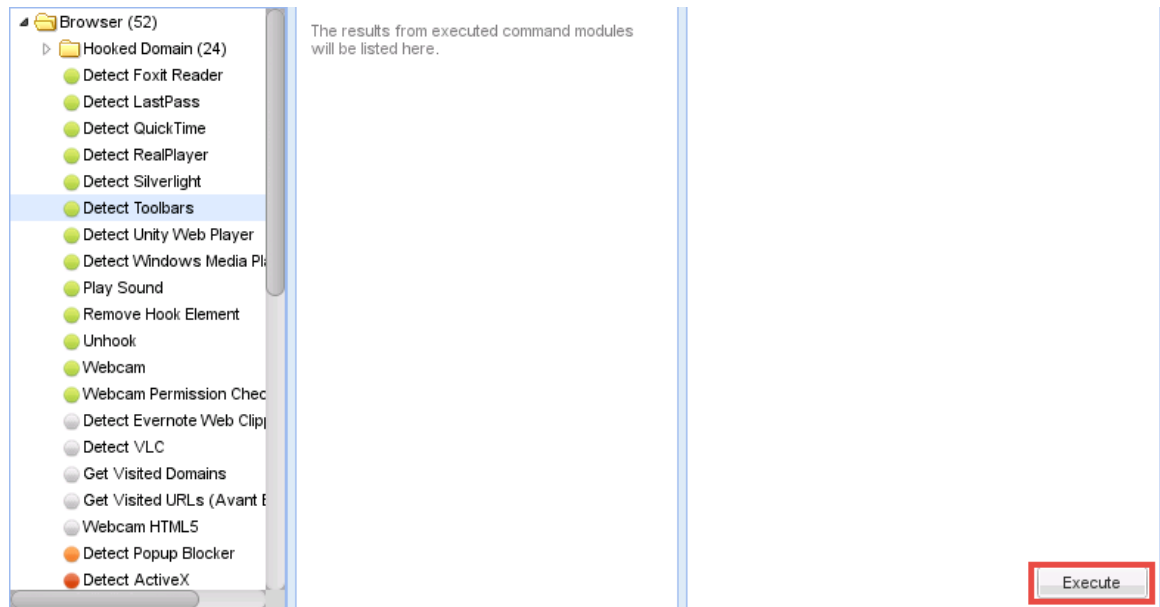 Browser (52)
Hooked Domain (24)
Detect Foxit Reader
Detect LastPass
Detect QuickTime
Detect RealPlayer
Detect Silverlight
Detect Toolbars
Detect Unity Web Player
Detect Windows Media Pla
Play Sound
Remove Hook Element
Unhook
Webcam
Webcam Permission Chec
Detect Evernote Web Clipp
Detect VLC
Get Visited Domains
Get Visited URLs (Avant B
Webcam HTML5
Detect Popup Blocker
Detect ActiveX
The results from executed command modules
will be listed here.
Execute